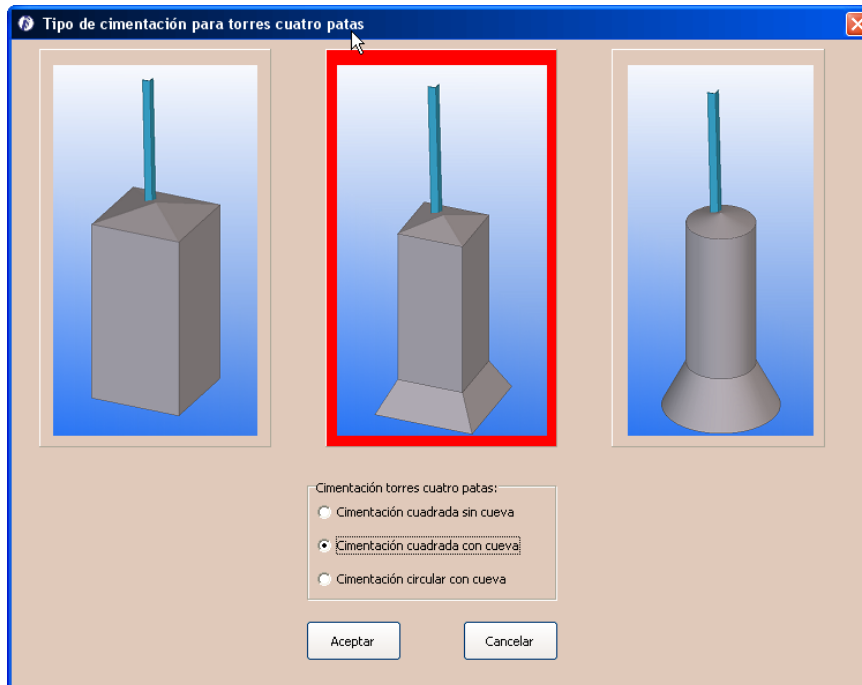 Tipo de cimentación para torres cuatro patas
Cimentación torres cuatro patas:
Cimentación cuadrada sin cueva
Cimentación cuadrada con cueva
Cimentación circular con cueva
Aceptar
Cancelar